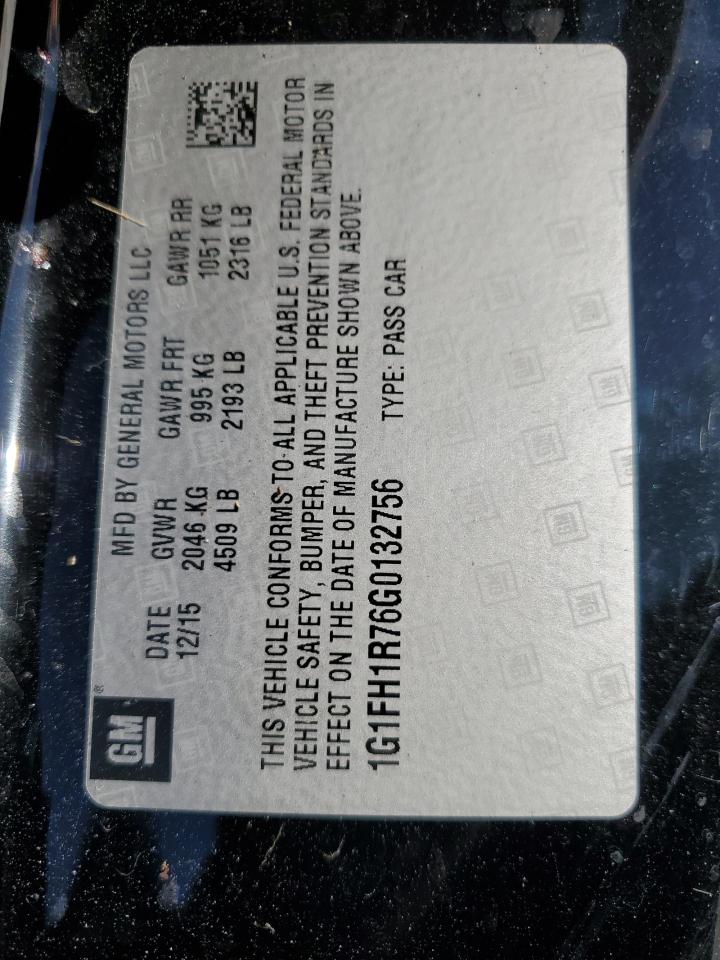 GM®
MFD BY GENERAL MOTORS LLC
DATE GVWR GAWR FRT GAWR RR
12/15 2046 KG 995 KG 1051 KG
4509 LB 2193 LB 2316 LB
THIS VEHICLE CONFORMS TO ALL APPLICABLE U.S. FEDERAL MOTOR
VEHICLE SAFETY, BUMPER, AND THEFT PREVENTION STANDARDS IN
EFFECT ON THE DATE OF MANUFACTURE SHOWN ABOVE.
1G1FH1R76G0132756 TYPE: PASS CAR